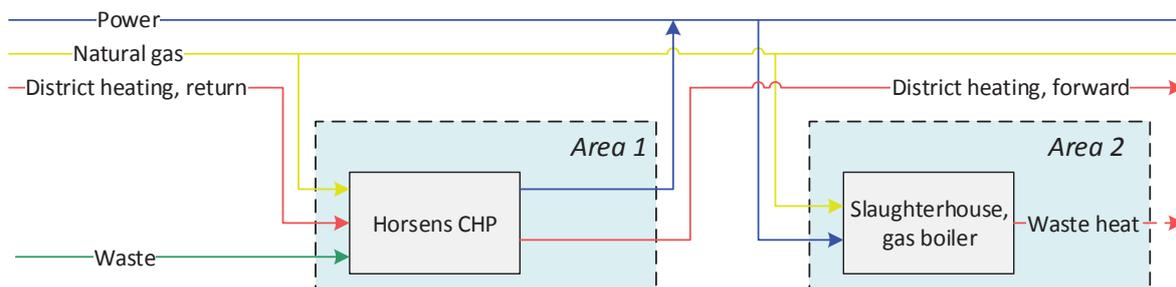 Power
Natural gas
District heating, return
District heating, forward
Area 1
Area 2
Horsens CHP
Slaughterhouse,
gas boiler
Waste heat
Waste